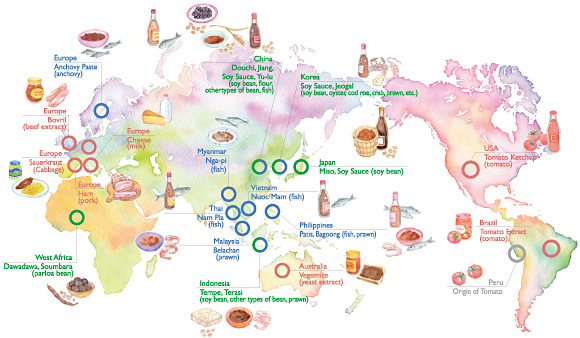 China
Douchi, Jiang,
Soy Sauce, Yu-lu
(soy bean, flour,
othertypes of bean, fish)
Europe
Anchovy Paste
(anchovy)
Korea
Soy Sauce, Jeogal
(soy bean, oyster, cod roe, crab, prawn, etc.)
Europe
Bovril
(beef extract)
Europe
Cheese
(milk)
Myanmar
Nga-pi
(fish)
USA
Tomato Ketchup
(tomato)
Europe
Sauerkraut
(Cabbage)
Japan
Miso, Soy Sauce (soy bean)
Europe
Ham
(pork)
Vietnam
Nuoc Mam (fish)
Thai
Nam Pla
(fish)
Philippines
Patis, Bagoong (fish, prawn)
Brazil
Tomato Extract
(tomato)
Malaysia
Belachan
(prawn)
West Africa
Dawadawa, Soumbara
(parkia bean)
Australia
Vegemite
(yeast extract)
Indonesia
Tempe, Terasi
(soy bean, other types of bean, prawn)
Peru
Origin of Tomato